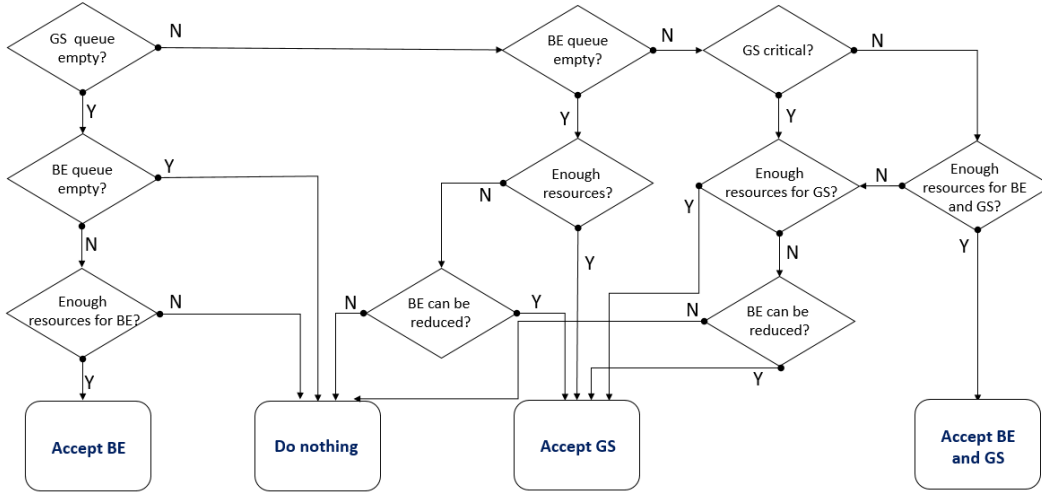 GS queue
empty?
N
BE queue
empty?
N
GS critical?
N
Y
Y
Y
BE queue
empty?
Y
Enough
resources?
N
Enough
resources for GS?
Y
N
Enough
resources for BE
and GS?
N
Y
N
Y
Enough
resources for BE?
N
N
BE can be
reduced?
Y
N
BE can be
reduced?
Y
Y
Accept BE
Do nothing
Accept GS
Accept BE
and GS